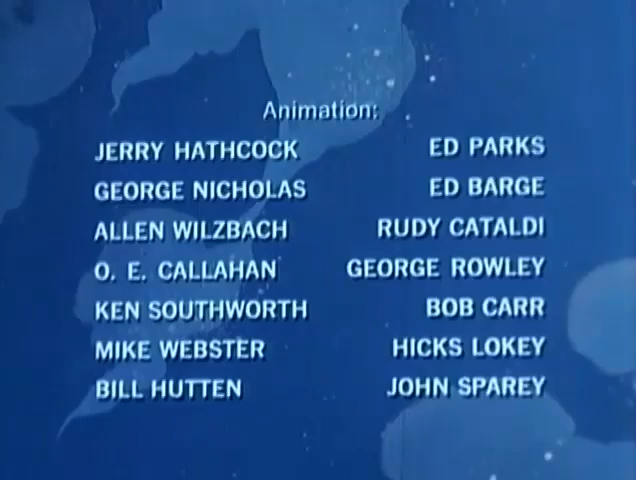 Animation:
JERRY HATHCOCK ED PARKS
GEORGE NICHOLAS ED BARGE
ALLEN WILZBACH RUDY CATALDI
O. E. CALLAHAN GEORGE ROWLEY
KEN SOUTHWORTH BOB CARR
MIKE WEBSTER HICKS LOKEY
BILL HUTTEN JOHN SPAREY